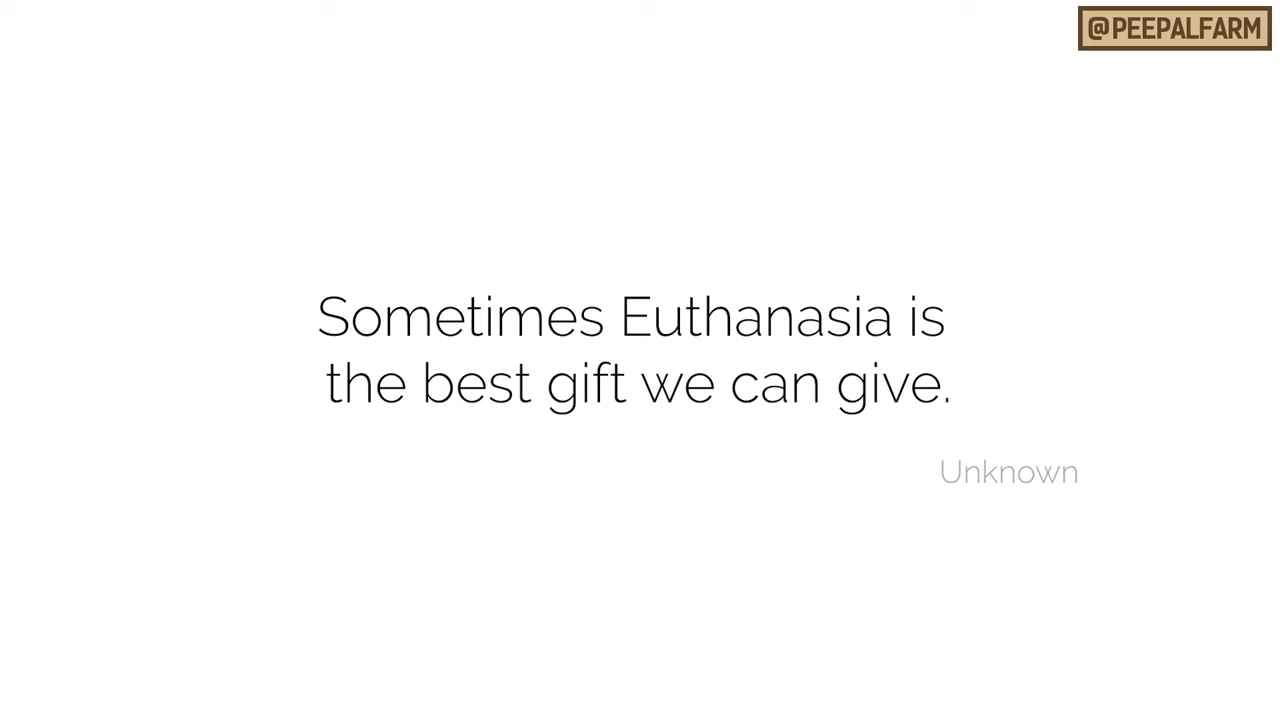 @PEEPALFARM
Sometimes Euthanasia is
the best gift we can give.
Unknown